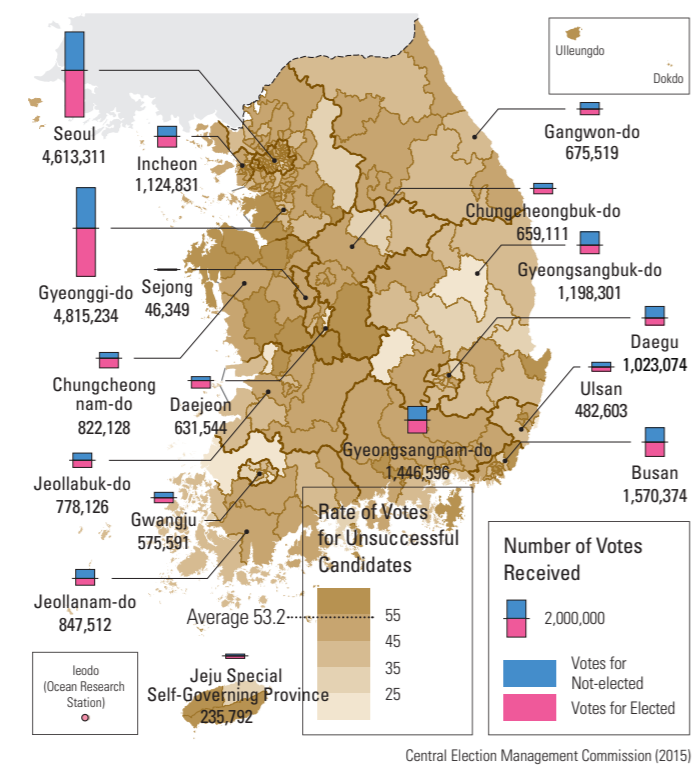 Ulleungdo
Dokdo
Seoul
4,613,311
Incheon
1,124,831
Gangwon-do
675,519
Chungcheongbuk-do
659,111
Gyeongsangbuk-do
1,198,301
Gyeonggi-do
4,815,234
Sejong
46,349
Daegu
1,023,074
Chungcheong
nam-do
822,128
Daejeon
631,544
Ulsan
482,603
Gyeongsangnam-do
1,446,596
Busan
1,570,374
Jeollabuk-do
778,126
Gwangju
575,591
Jeollanam-do
847,512
Jeju Special
Self-Governing Province
235,792
Ieodo
(Ocean Research
Station)
Rate of Votes
for Unsuccessful
Candidates
Average 53.2
55
45
35
25
Number of Votes
Received
2,000,000
Votes for
Not-elected
Votes for Elected
Central Election Management Commission (2015)